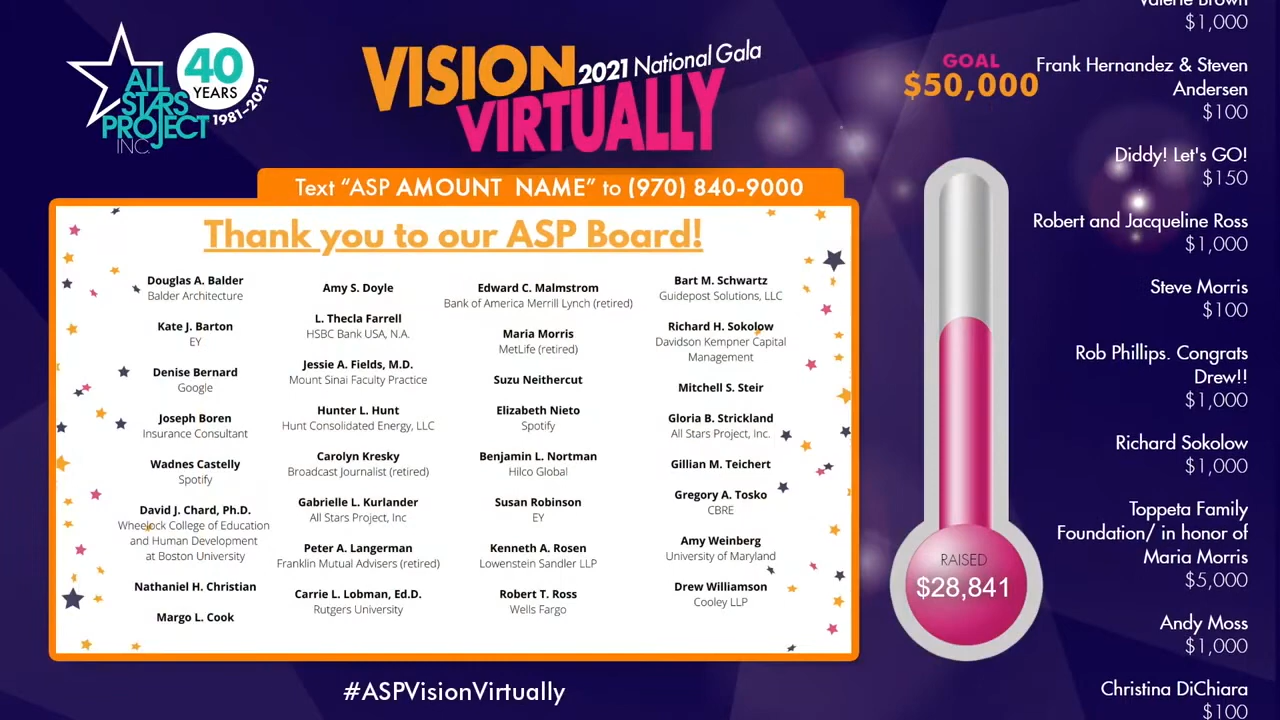 ALL
STARS
PROJECT
INC.
40
YEARS
1981-2021
VISION
2021 National Gala
VIRTUALLY
Text “ASP AMOUNT NAME” to (970) 840-9000
Thank you to our ASP Board!
Douglas A. Balder
Balder Architecture
Kate J. Barton
EY
Denise Bernard
Google
Joseph Boren
Insurance Consultant
Wadnes Castelly
Spotify
David J. Chard, Ph.D.
Wheelock College of Education
and Human Development
at Boston University
Nathaniel H. Christian
Margo L. Cook
Amy S. Doyle
L. Thecla Farrell
HSBC Bank USA, N.A.
Jessie A. Fields, M.D.
Mount Sinai Faculty Practice
Hunter L. Hunt
Hunt Consolidated Energy, LLC
Carolyn Kresky
Broadcast Journalist (retired)
Gabrielle L. Kurlander
All Stars Project, Inc
Peter A. Langerman
Franklin Mutual Advisers (retired)
Carrie L. Lobman, Ed.D.
Rutgers University
Edward C. Malmstrom
Bank of America Merrill Lynch (retired)
Maria Morris
MetLife (retired)
Suzu Neithercut
Elizabeth Nieto
Spotify
Benjamin L. Nortman
Hilco Global
Susan Robinson
EY
Kenneth A. Rosen
Lowenstein Sandler LLP
Robert T. Ross
Wells Fargo
Bart M. Schwartz
Guidepost Solutions, LLC
Richard H. Sokolow
Davidson Kempner Capital
Management
Mitchell S. Steir
Gloria B. Strickland
All Stars Project, Inc.
Gillian M. Teichert
Gregory A. Tosko
CBRE
Amy Weinberg
University of Maryland
Drew Williamson
Cooley LLP
#ASPVisionVirtually
GOAL
$50,000
RAISED
$28,841
Valerie Brown
$1,000
Frank Hernandez & Steven
Andersen
$100
Diddy! Let's GO!
$150
Robert and Jacqueline Ross
$1,000
Steve Morris
$100
Rob Phillips. Congrats
Drew!!
$1,000
Richard Sokolow
$1,000
Toppeta Family
Foundation/ in honor of
Maria Morris
$5,000
Andy Moss
$1,000
Christina DiChiara
$100